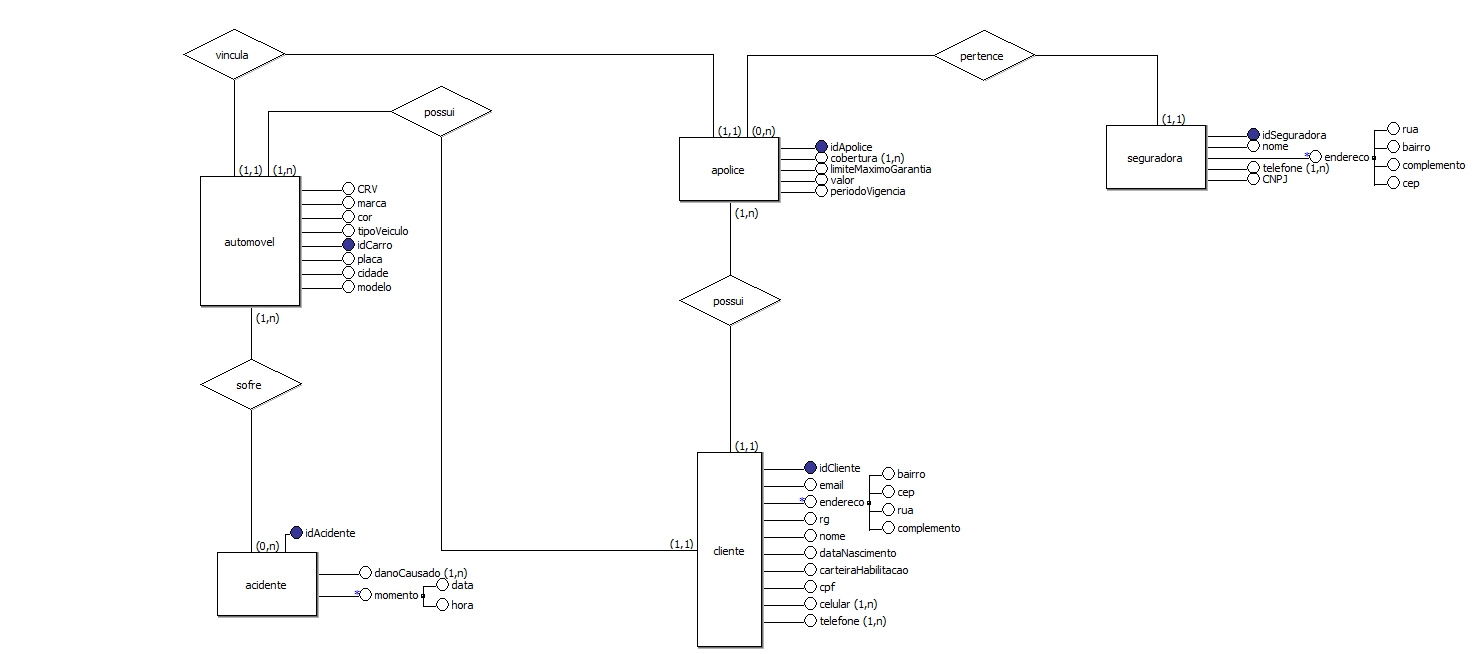 vincula
pertence
possui
(1,1)
(0,n)
(1,1)
(1,1)
(1,n)
automovel
CRV
marca
cor
tipoVeiculo
idCarro
placa
cidade
modelo
apolice
idApolice
cobertura (1,n)
limiteMaximoGarantia
valor
periodoVigencia
seguradora
idSeguradora
nome
* endereco
telefone (1,n)
CNPJ
rua
bairro
complemento
cep
(1,n)
possui
(1,n)
sofre
(1,1)
(1,1)
cliente
idCliente
email
* endereco
rg
nome
dataNascimento
carteiraHabilitacao
cpf
celular (1,n)
telefone (1,n)
bairro
cep
rua
complemento
(0,n)
idAcidente
acidente
danoCausado (1,n)
* momento
data
hora